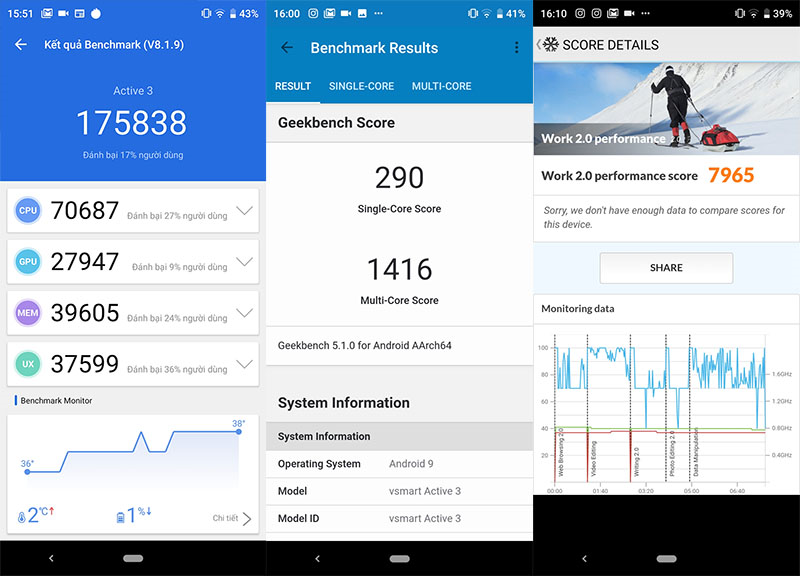 15:51
43%
Kết quả Benchmark (V8.1.9)
Active 3
175838
Đánh bại 17% người dùng
CPU 70687 Đánh bại 27% người dùng
GPU 27947 Đánh bại 9% người dùng
MEM 39605 Đánh bại 24% người dùng
UX 37599 Đánh bại 36% người dùng
Benchmark Monitor
38°
36°
2°C↑ 1%↓ Chi tiết
16:00
41%
Benchmark Results
RESULT SINGLE-CORE MULTI-CORE
Geekbench Score
290
Single-Core Score
1416
Multi-Core Score
Geekbench 5.1.0 for Android AArch64
System Information
System Information
Operating System Android 9
Model vsmart Active 3
Model ID vsmart Active 3
16:10
39%
SCORE DETAILS
Work 2.0 performance
Work 2.0 performance score 7965
Sorry, we don't have enough data to compare scores for
this device.
SHARE
Monitoring data
100
80
60
40
20
1.6GHz
1.2GHz
0.8GHz
0.4GHz
Web Browsing 2.0
Video Editing
Writing 2.0
Photo Editing 2.0
Data Manipulation
00:00 01:40 03:20 05:00 06:40